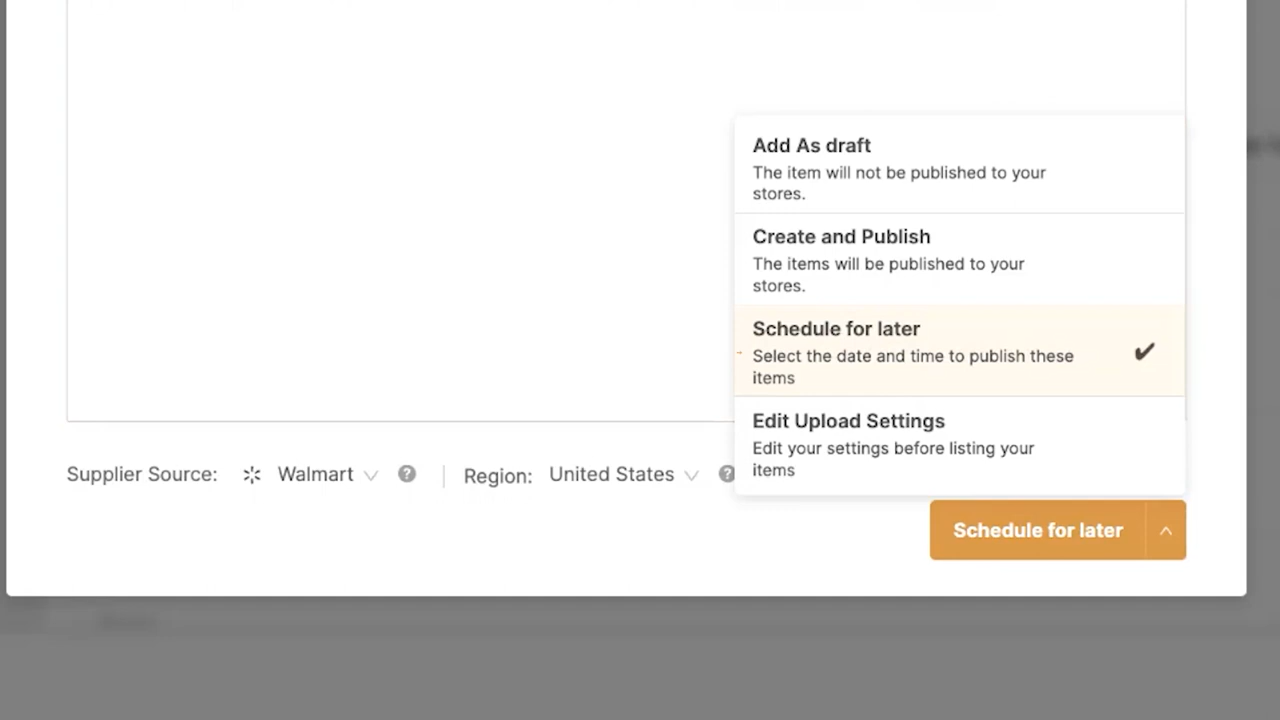 Add As draft
The item will not be published to your
stores.
Create and Publish
The items will be published to your
stores.
Schedule for later
Select the date and time to publish these
items
Edit Upload Settings
Edit your settings before listing your
items
Supplier Source: Walmart Region: United States
Schedule for later